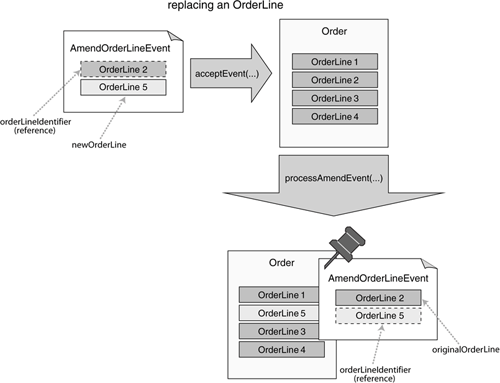 replacing an OrderLine
AmendOrderLineEvent
OrderLine 2
OrderLine 5
orderLineIdentifier
(reference)
newOrderLine
acceptEvent(...)
Order
OrderLine 1
OrderLine 2
OrderLine 3
OrderLine 4
processAmendEvent(...)
Order
OrderLine 1
OrderLine 5
OrderLine 3
OrderLine 4
AmendOrderLineEvent
OrderLine 2
OrderLine 5
originalOrderLine
orderLineIdentifier
(reference)